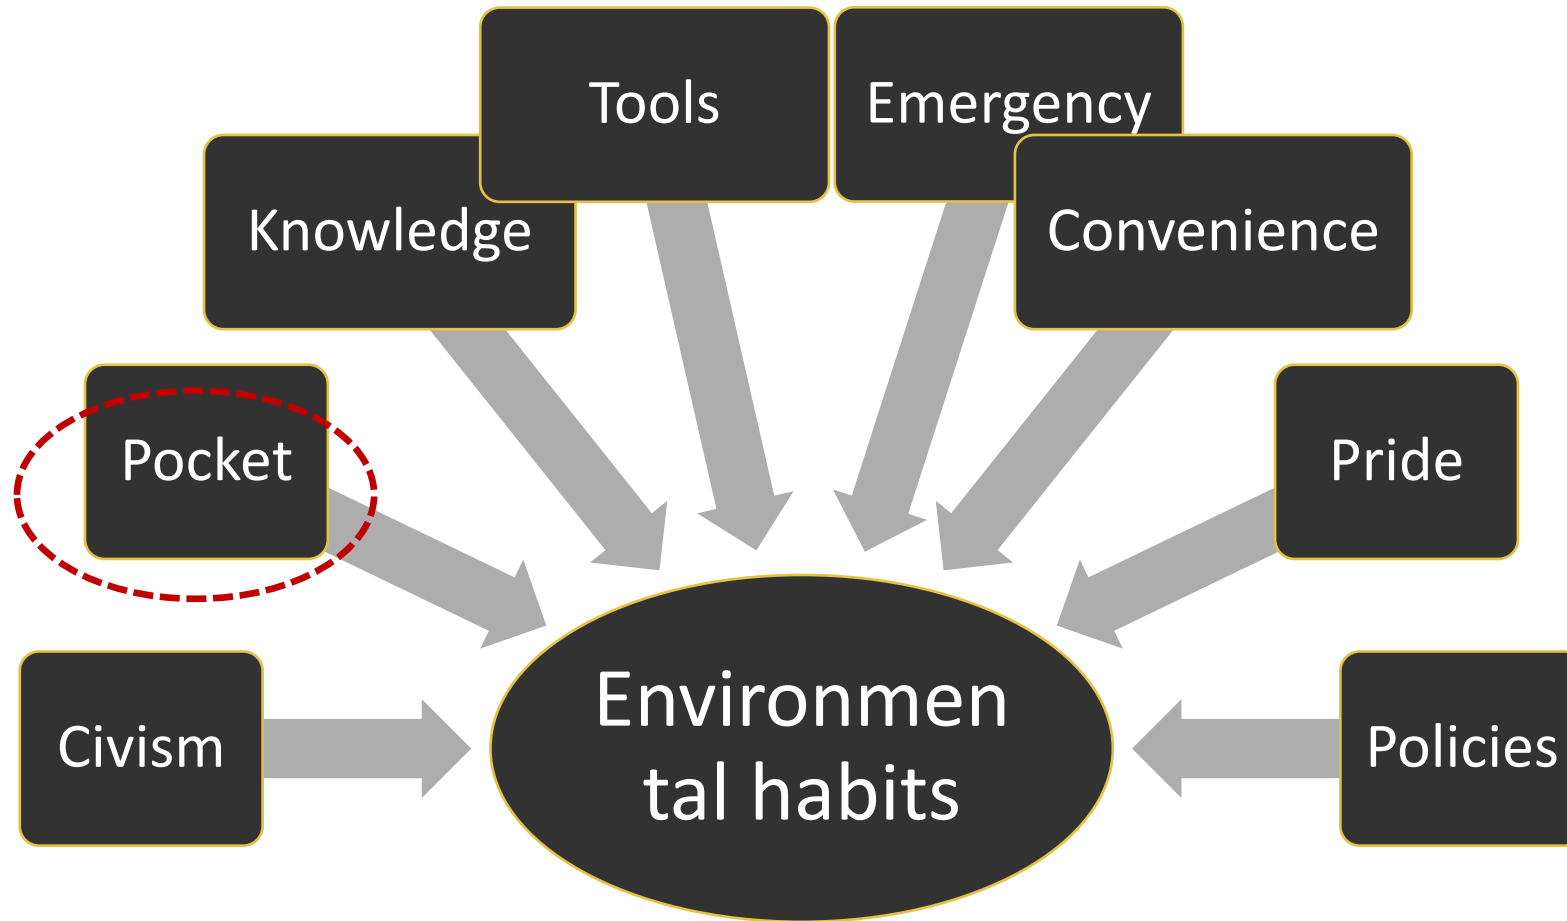 Tools
Emergency
Knowledge
Convenience
Pocket
Pride
Civism
Policies
Environmen
tal habits